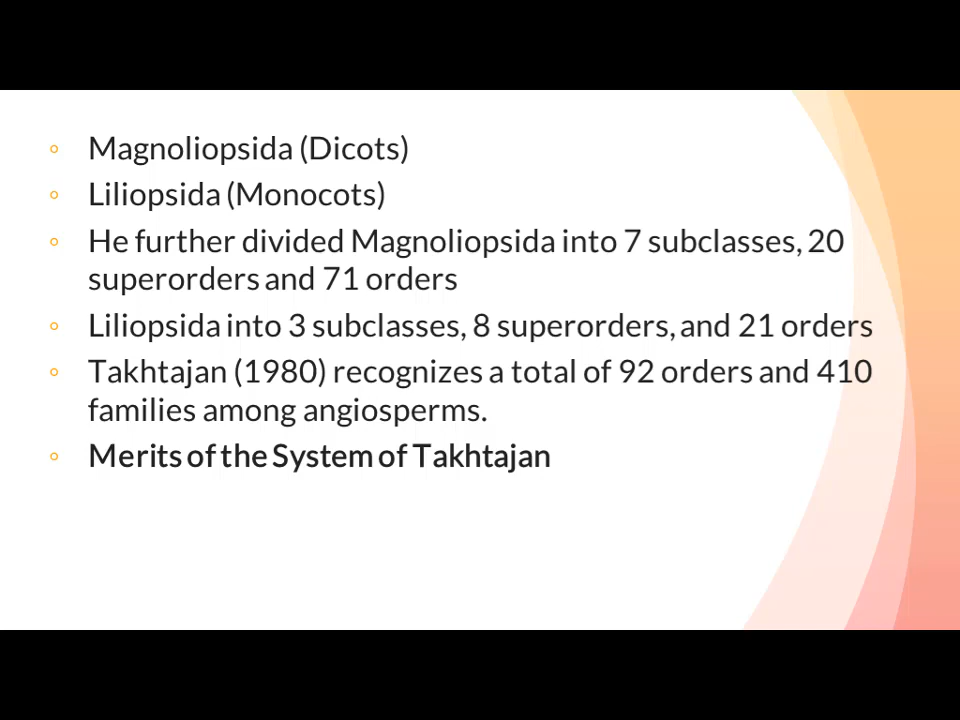 Magnoliopsida (Dicots)
Liliopsida (Monocots)
He further divided Magnoliopsida into 7 subclasses, 20
superorders and 71 orders
Liliopsida into 3 subclasses, 8 superorders, and 21 orders
Takhtajan (1980) recognizes a total of 92 orders and 410
families among angiosperms.
Merits of the System of Takhtajan